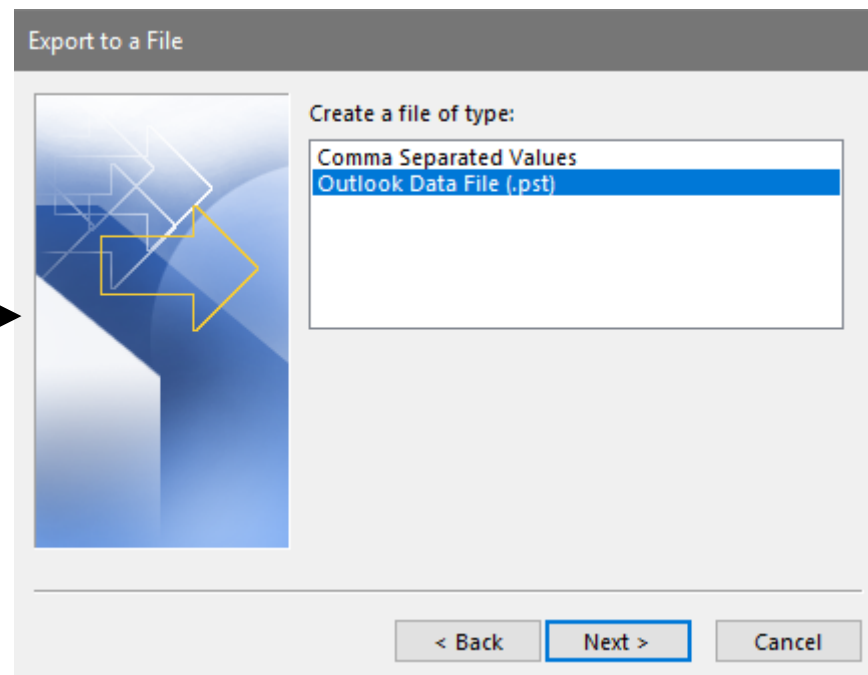 Export to a File
Create a file of type:
Comma Separated Values
Outlook Data File (.pst)
< Back
Next >
Cancel